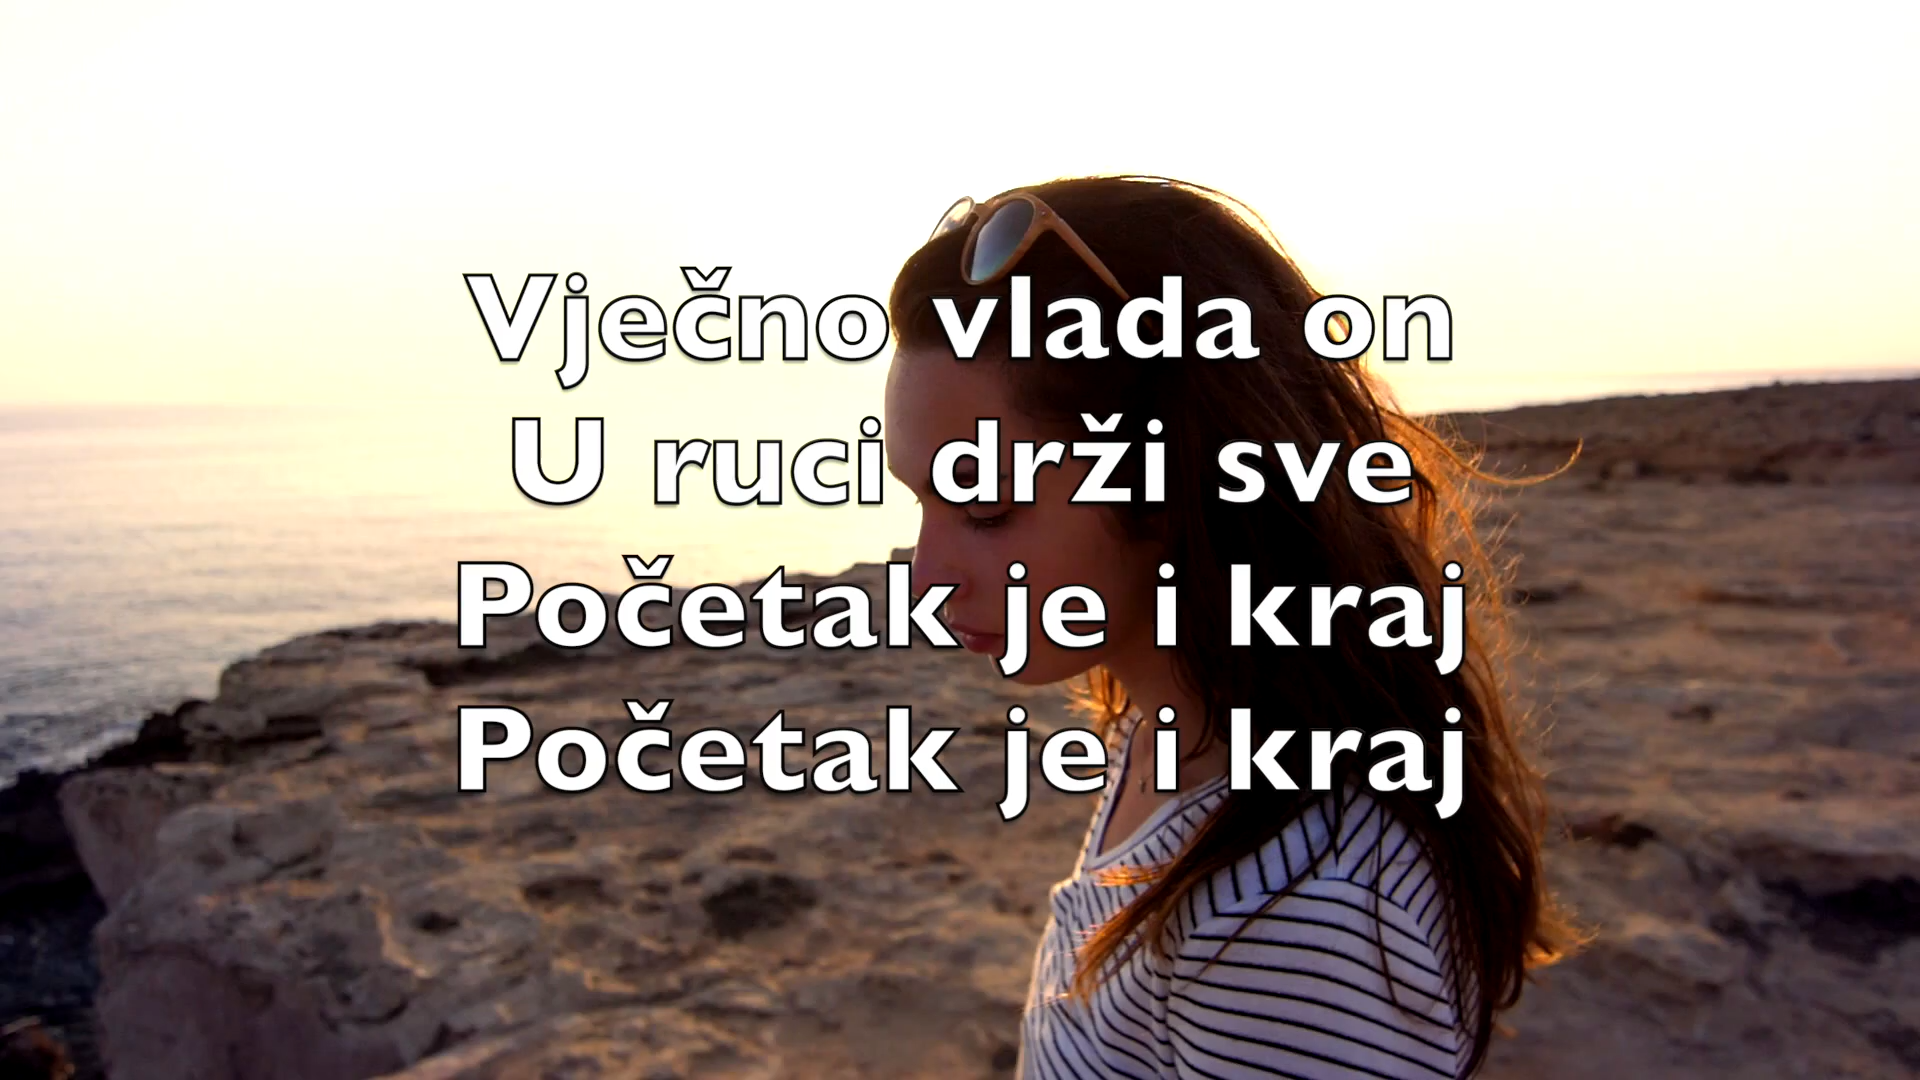 Vječno vlada on
U ruci drži sve
Početak je i kraj
Početak je i kraj